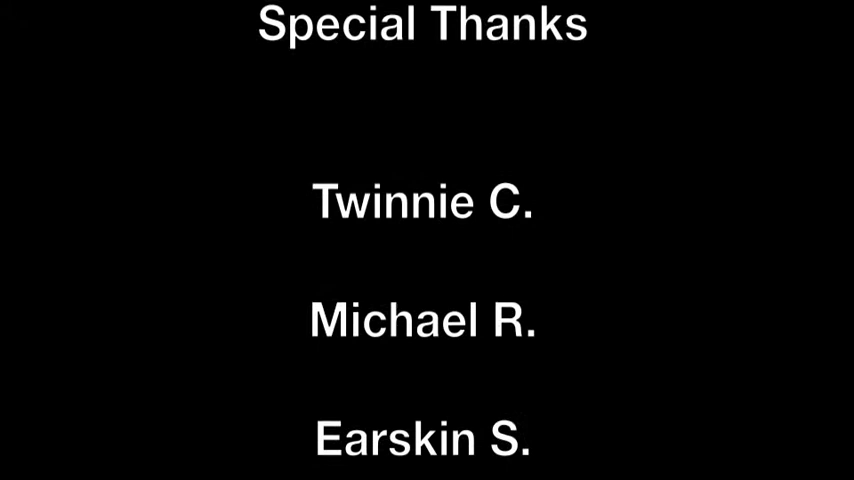 Special Thanks
Twinnie C.
Michael R.
Earskin S.